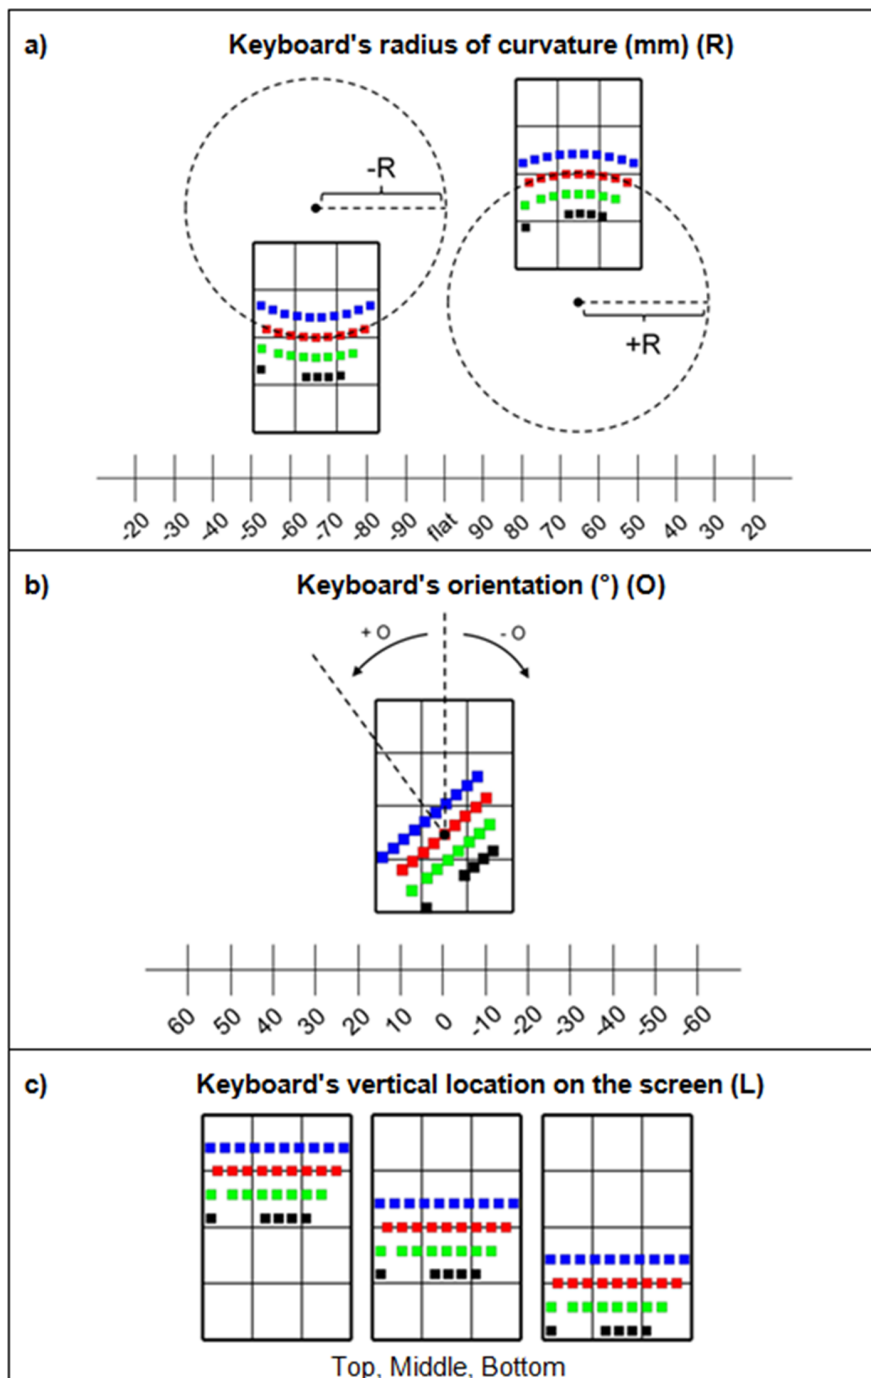 a) Keyboard's radius of curvature (mm) (R)
-R
+R
-20 -30 -40 -50 -60 -70 -80 -90 flat 90 80 70 60 50 40 30 20
b) Keyboard's orientation (°) (O)
+ O - O
60 50 40 30 20 10 0 -10 -20 -30 -40 -50 -60
c) Keyboard's vertical location on the screen (L)
Top, Middle, Bottom